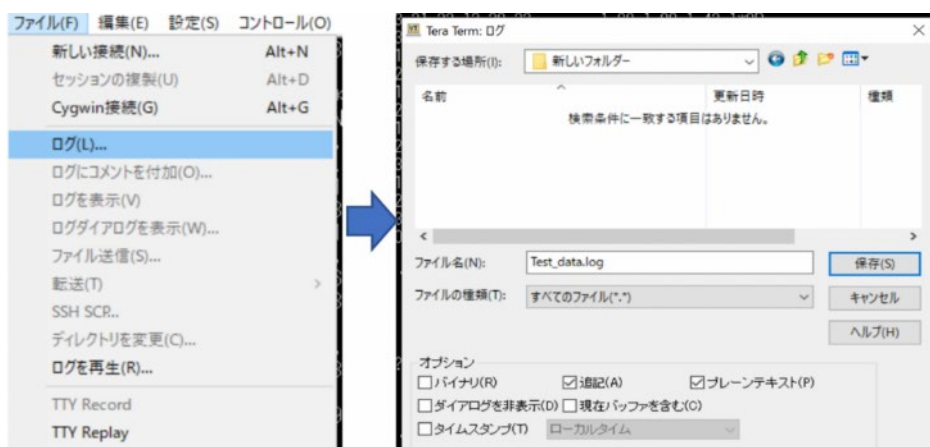 ファイル(F) 編集(E) 設定(S) コントロール(O)
新しい接続(N)... Alt+N
セッションの複製(U) Alt+D
Cygwin接続(G) Alt+G
ログ(L)...
ログにコメントを付加(O)...
ログを表示(V)
ログダイアログを表示(W)...
ファイル送信(S)...
転送(T) >
SSH SCP...
ディレクトリを変更(C)...
ログを再生(R)...
TTY Record
TTY Replay
Tera Term: ログ
保存する場所(I): 新しいフォルダー
名前 更新日時 種類
検索条件に一致する項目はありません。
ファイル名(N): Test_data.log 保存(S)
ファイルの種類(T): すべてのファイル(*.*) キャンセル
ヘルプ(H)
オプション
バイナリ(R) 追記(A) プレーンテキスト(P)
ダイアログを非表示(D) 現在バッファを含む(C)
タイムスタンプ(T) ローカルタイム